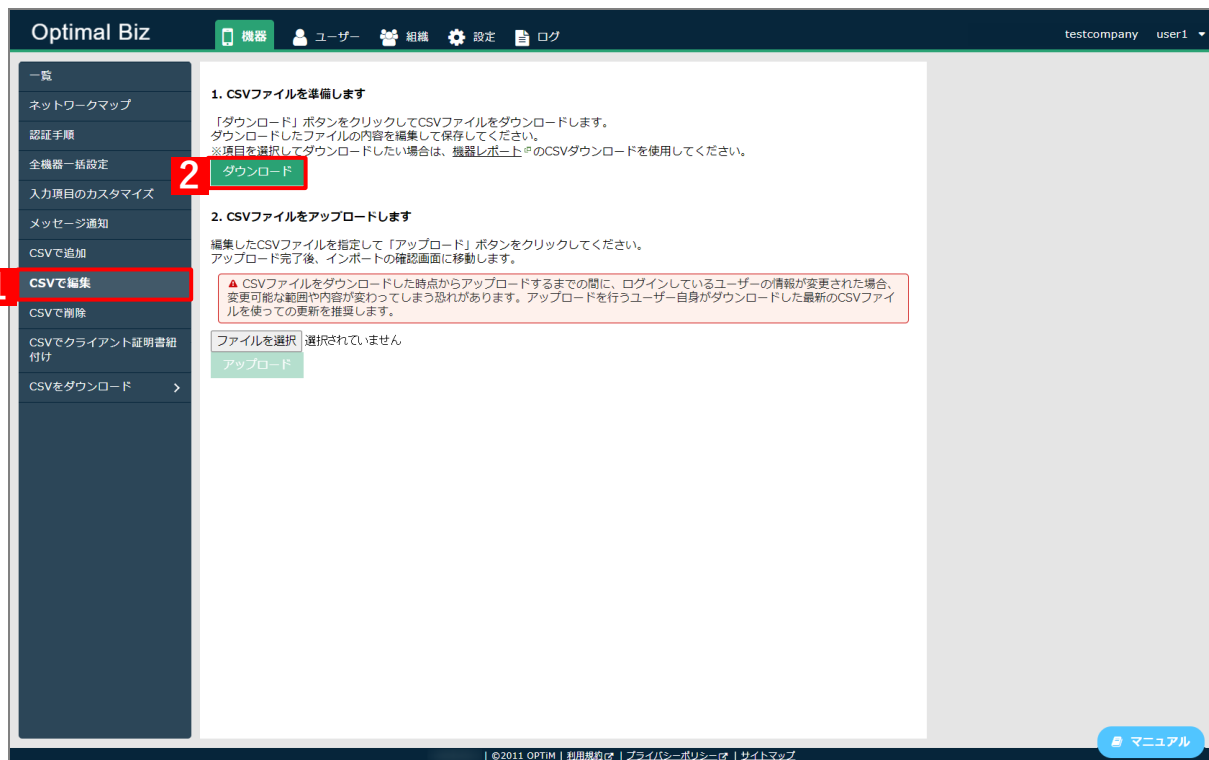 Optimal Biz
機器 ユーザー 組織 設定 ログ
testcompany user1
一覧
ネットワークマップ
認証手順
全機器一括設定
入力項目のカスタマイズ
メッセージ通知
CSVで追加
1
CSVで編集
CSVで削除
CSVでクライアント証明書紐
付け
CSVをダウンロード
1. CSVファイルを準備します
「ダウンロード」ボタンをクリックしてCSVファイルをダウンロードします。
ダウンロードしたファイルの内容を編集して保存してください。
※項目を選択してダウンロードしたい場合は、機器レポートのCSVダウンロードを使用してください。
2
ダウンロード
2. CSVファイルをアップロードします
編集したCSVファイルを指定して「アップロード」ボタンをクリックしてください。
アップロード完了後、インポートの確認画面に移動します。
CSVファイルをダウンロードした時点からアップロードするまでの間に、ログインしているユーザーの情報が変更された場合、
変更可能な範囲や内容が変わってしまう恐れがあります。アップロードを行うユーザー自身がダウンロードした最新のCSVファイ
ルを使っての更新を推奨します。
ファイルを選択 選択されていません
アップロード
マニュアル
| ©2011 OPTiM | 利用規約 | プライバシーポリシー | サイトマップ